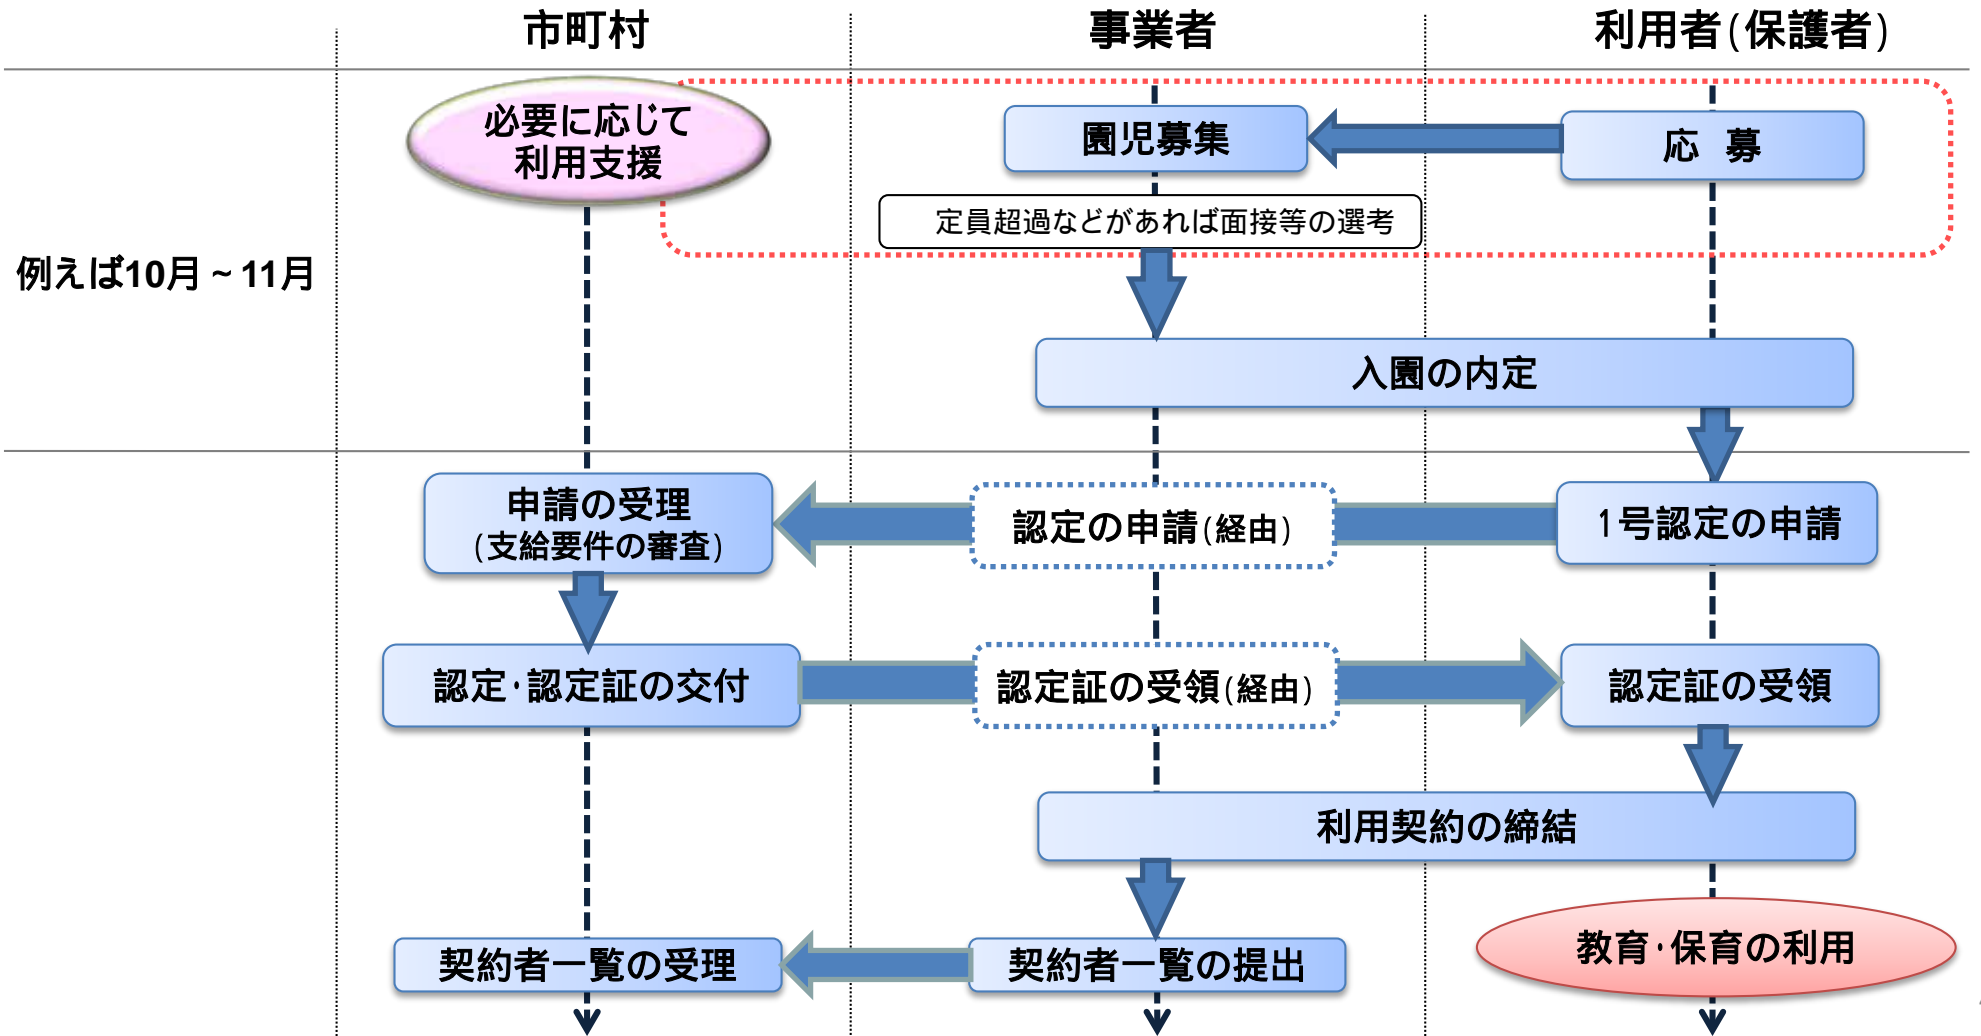 市町村
事業者
利用者(保護者)
必要に応じて
利用支援
園児募集
応 募
定員超過などがあれば面接等の選考
例えば10月~11月
入園の内定
申請の受理
(支給要件の審査)
認定の申請(経由)
1号認定の申請
認定・認定証の交付
認定証の受領(経由)
認定証の受領
利用契約の締結
教育・保育の利用
契約者一覧の受理
契約者一覧の提出